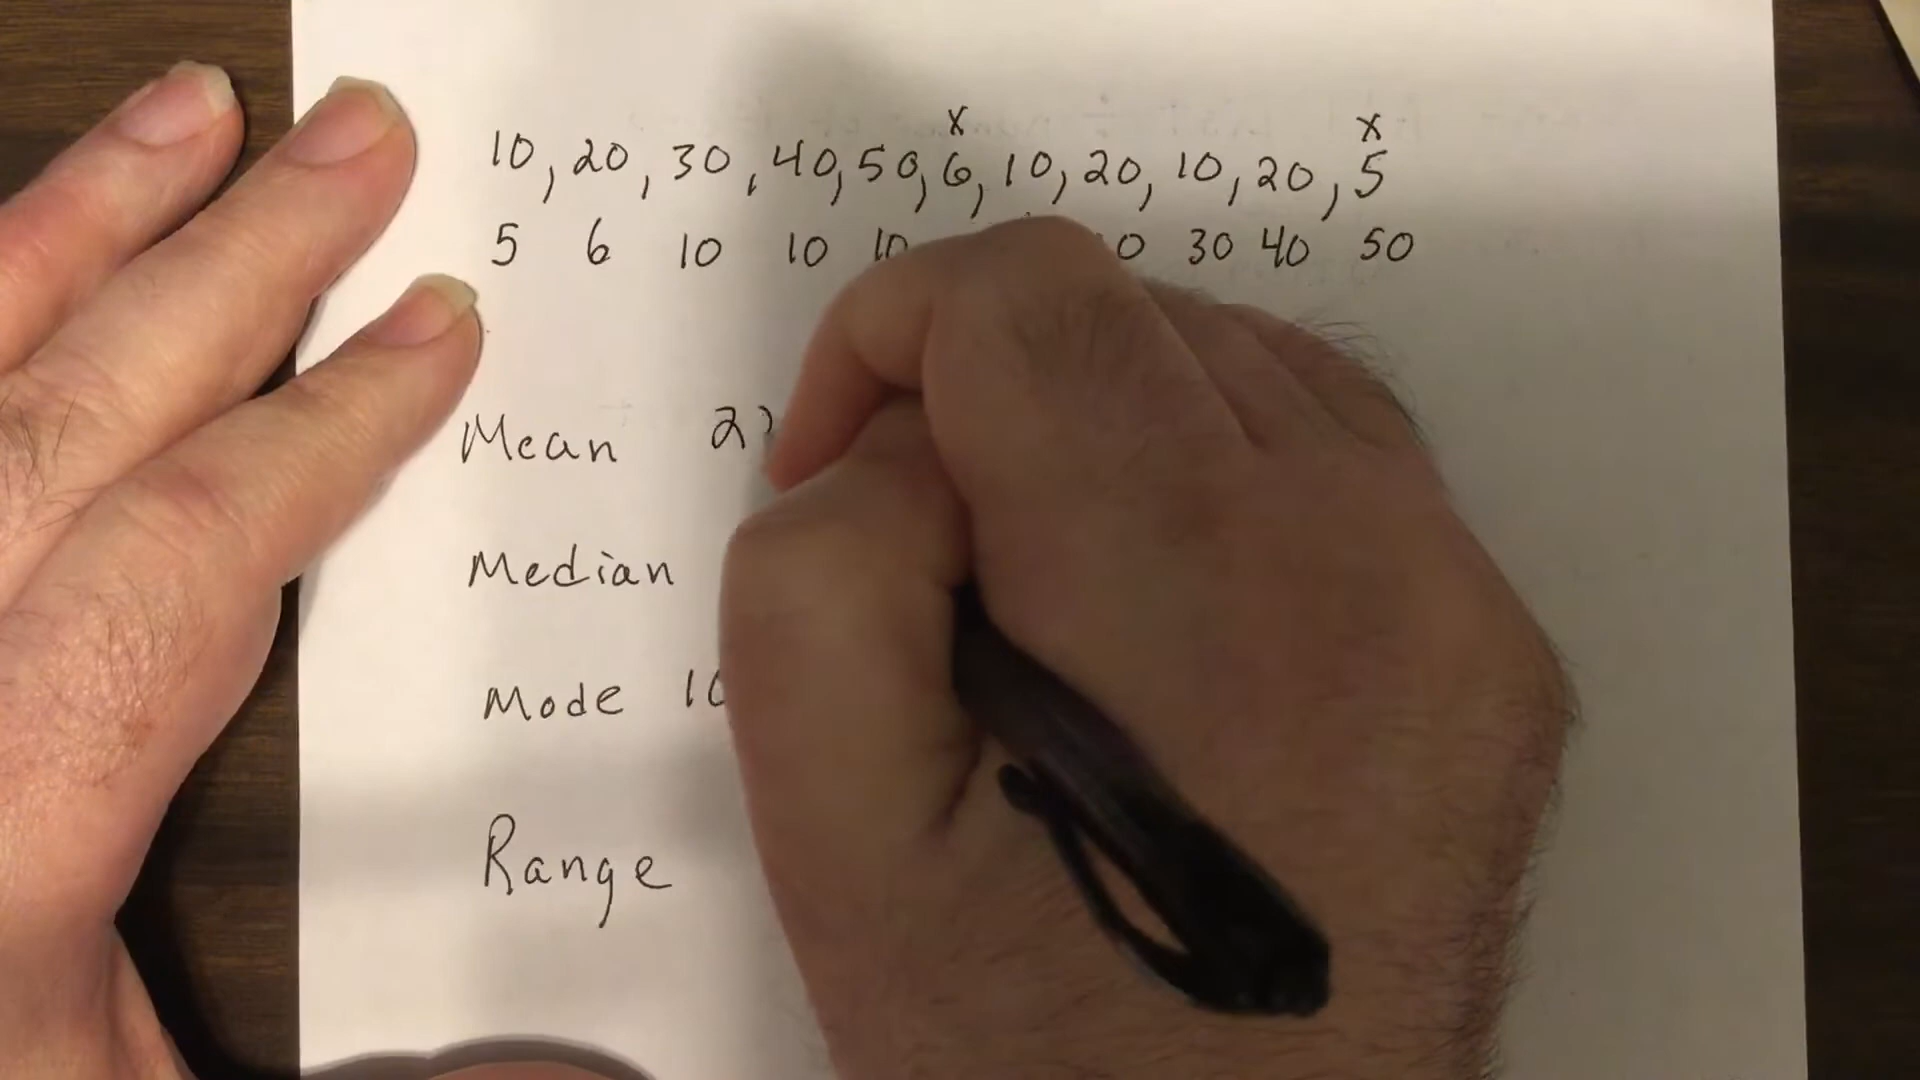 x x
10, 20, 30, 40, 50, 6, 10, 20, 10, 20, 5
5 6 10 10 10 30 40 50
Mean
Median
Mode
Range